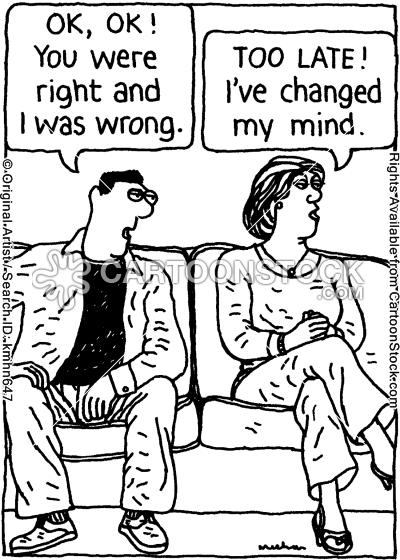 OK, OK!
You were
right and
I was wrong.
TOO LATE!
I've changed
my mind.
© Original Artist / Search ID: kmhn647
Rights Available from CartoonStock.com
CARTOONSTOCK
.COM